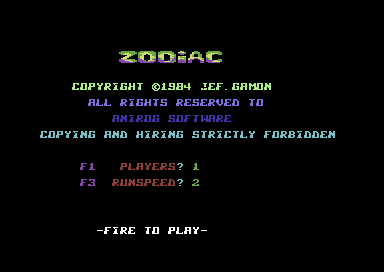 ZODiAC
COPYRIGHT ©1984 JEF.GAMON
ALL RIGHTS RESERVED TO
ANIROG SOFTWARE
COPYING AND HIRING STRICTLY FORBIDDEN
F1 PLAYERS? 1
F3 RUNSPEED? 2
-FIRE TO PLAY-